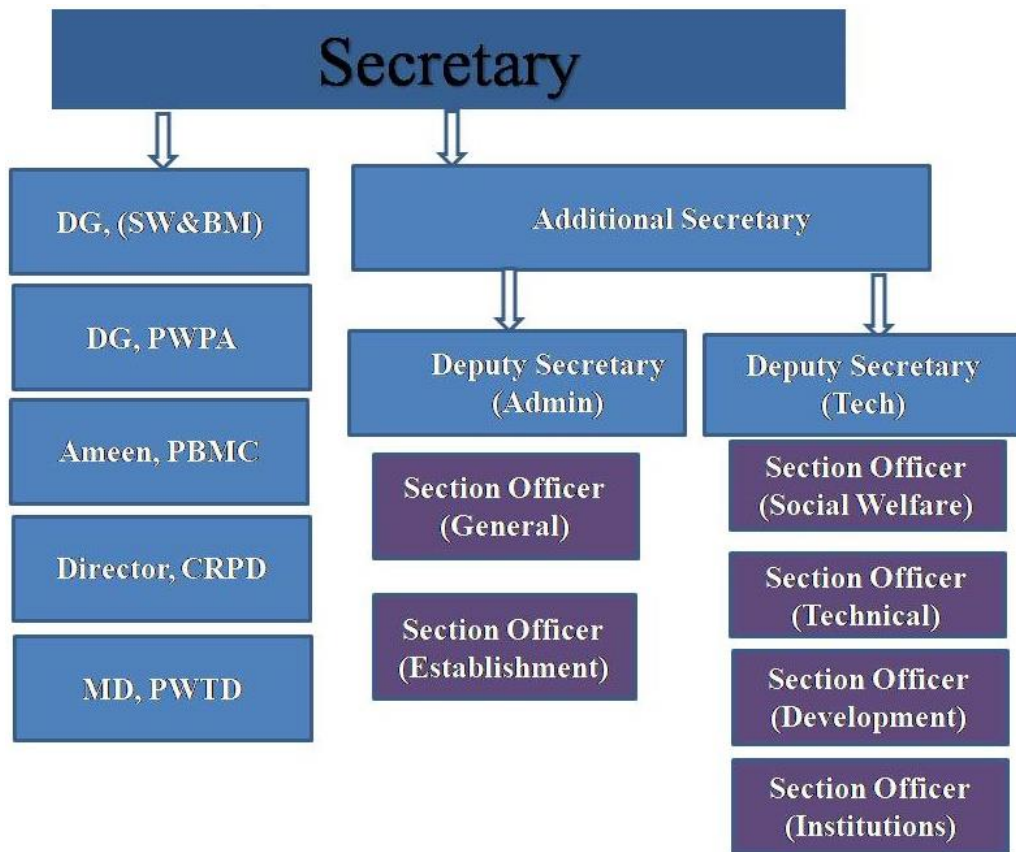 Secretary
DG, (SW&BM)
DG, PWPA
Ameen, PBMC
Director, CRPD
MD, PWTD
Additional Secretary
Deputy Secretary
(Admin)
Section Officer
(General)
Section Officer
(Establishment)
Deputy Secretary
(Tech)
Section Officer
(Social Welfare)
Section Officer
(Technical)
Section Officer
(Development)
Section Officer
(Institutions)